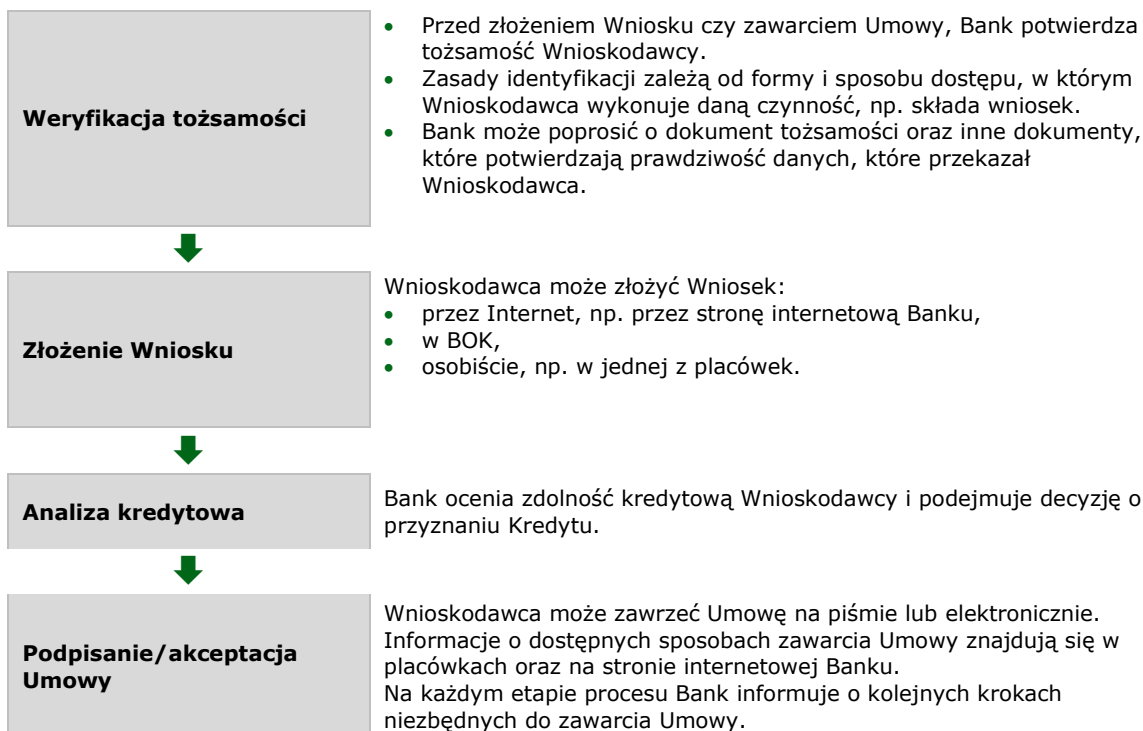 Weryfikacja tożsamości
• Przed złożeniem Wniosku czy zawarciem Umowy, Bank potwierdza
tożsamość Wnioskodawcy.
• Zasady identyfikacji zależą od formy i sposobu dostępu, w którym
Wnioskodawca wykonuje daną czynność, np. składa wniosek.
• Bank może poprosić o dokument tożsamości oraz inne dokumenty,
które potwierdzają prawdziwość danych, które przekazał
Wnioskodawca.
Złożenie Wniosku
Wnioskodawca może złożyć Wniosek:
• przez Internet, np. przez stronę internetową Banku,
• w BOK,
• osobiście, np. w jednej z placówek.
Analiza kredytowa
Bank ocenia zdolność kredytową Wnioskodawcy i podejmuje decyzję o
przyznaniu Kredytu.
Podpisanie/akceptacja
Umowy
Wnioskodawca może zawrzeć Umowę na piśmie lub elektronicznie.
Informacje o dostępnych sposobach zawarcia Umowy znajdują się w
placówkach oraz na stronie internetowej Banku.
Na każdym etapie procesu Bank informuje o kolejnych krokach
niezbędnych do zawarcia Umowy.